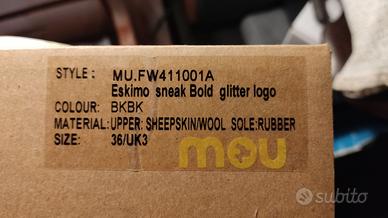 STYLE : MU.FW411001A
Eskimo sneak Bold glitter logo
COLOUR: BKBK
MATERIAL:UPPER:SHEEPSKIN/WOOL SOLE:RUBBER
SIZE: 36/UK3
mou
subito